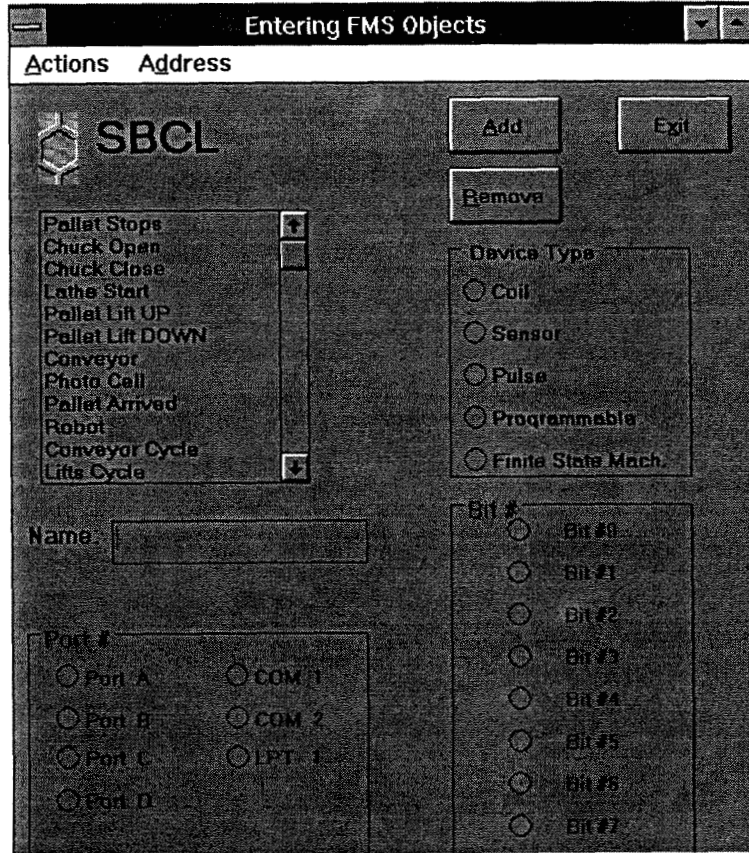 Entering FMS Objects
Actions Address
SBCL
Add
Exit
Remove
Pallet Stops
Chuck Open
Chuck Close
Lathe Start
Pallet Lift UP
Pallet Lift DOWN
Conveyor
Photo Cell
Pallet Arrived
Robot
Conveyor Cycle
Lifts Cycle
Device Type
Coil
Sensor
Pulse
Programmable
Finite State Mach.
Name:
Port #
Port A
Port B
Port C
Port D
COM 1
COM 2
LPT 1
Bit #
Bit #0
Bit #1
Bit #2
Bit #3
Bit #4
Bit #5
Bit #6
Bit #7